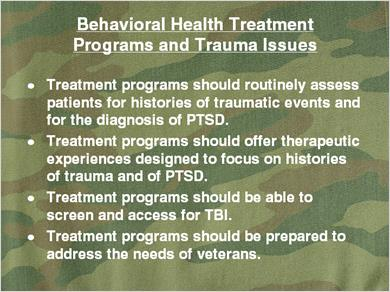 Behavioral Health Treatment
Programs and Trauma Issues
● Treatment programs should routinely assess
patients for histories of traumatic events and
for the diagnosis of PTSD.
● Treatment programs should offer therapeutic
experiences designed to focus on histories
of trauma and of PTSD.
● Treatment programs should be able to
screen and access for TBI.
● Treatment programs should be prepared to
address the needs of veterans.